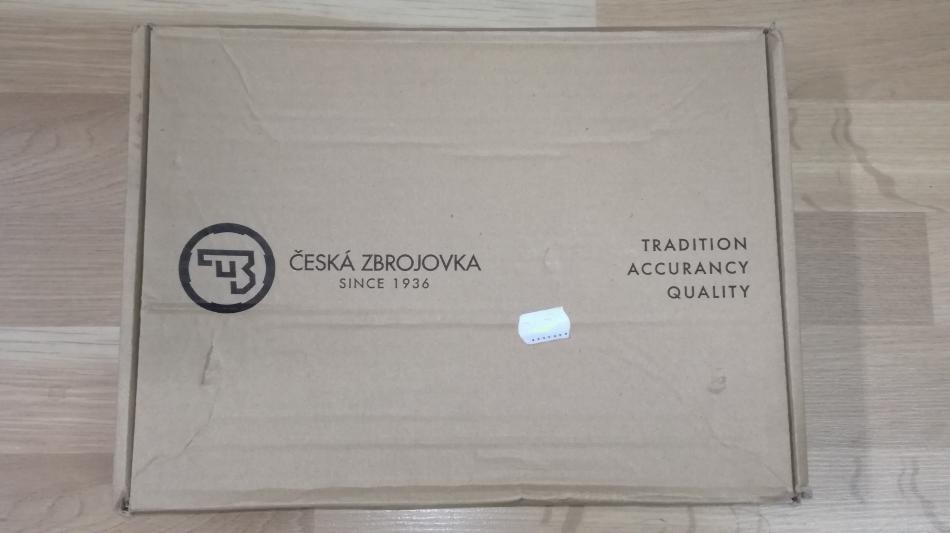 ČESKÁ ZBROJOVKA
SINCE 1936
TRADITION
ACCURANCY
QUALITY